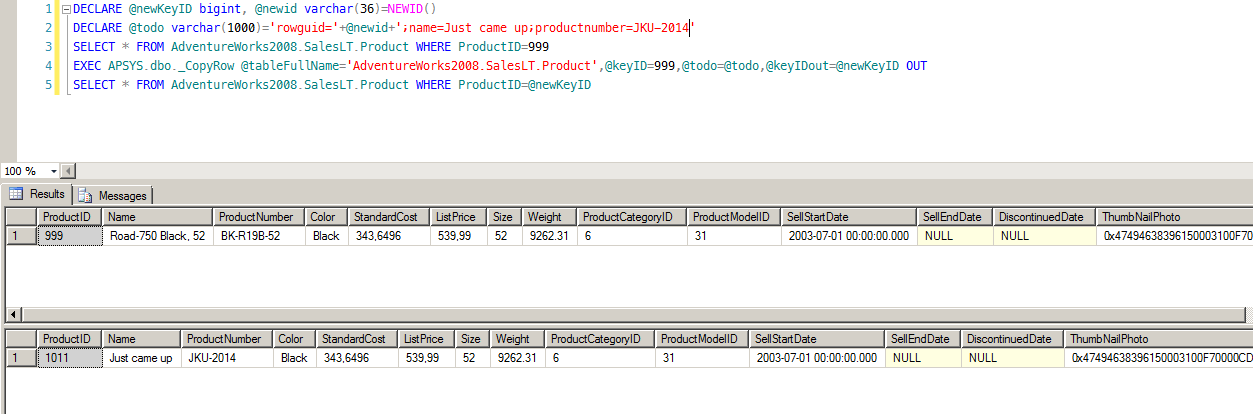 1 DECLARE @newKeyID bigint, @newid varchar(36)=NEWID()
2 DECLARE @todo varchar(1000)='rowguid='+@newid+';name=Just came up;productnumber=JKU-2014'
3 SELECT * FROM AdventureWorks2008.SalesLT.Product WHERE ProductID=999
4 EXEC APSYS.dbo._CopyRow @tableFullName='AdventureWorks2008.SalesLT.Product',@keyID=999,@todo=@todo,@keyIDout=@newKeyID OUT
5 SELECT * FROM AdventureWorks2008.SalesLT.Product WHERE ProductID=@newKeyID
100 %
Results Messages
ProductID Name ProductNumber Color StandardCost ListPrice Size Weight ProductCategoryID ProductModelID SellStartDate SellEndDate DiscontinuedDate ThumbNailPhoto
1 999 Road-750 Black, 52 BK-R19B-52 Black 343,6496 539,99 52 9262.31 6 31 2003-07-01 00:00:00.000 NULL NULL 0x47494638396150003100F70
ProductID Name ProductNumber Color StandardCost ListPrice Size Weight ProductCategoryID ProductModelID SellStartDate SellEndDate DiscontinuedDate ThumbNailPhoto
1 1011 Just came up JKU-2014 Black 343,6496 539,99 52 9262.31 6 31 2003-07-01 00:00:00.000 NULL NULL 0x47494638396150003100F70000CD